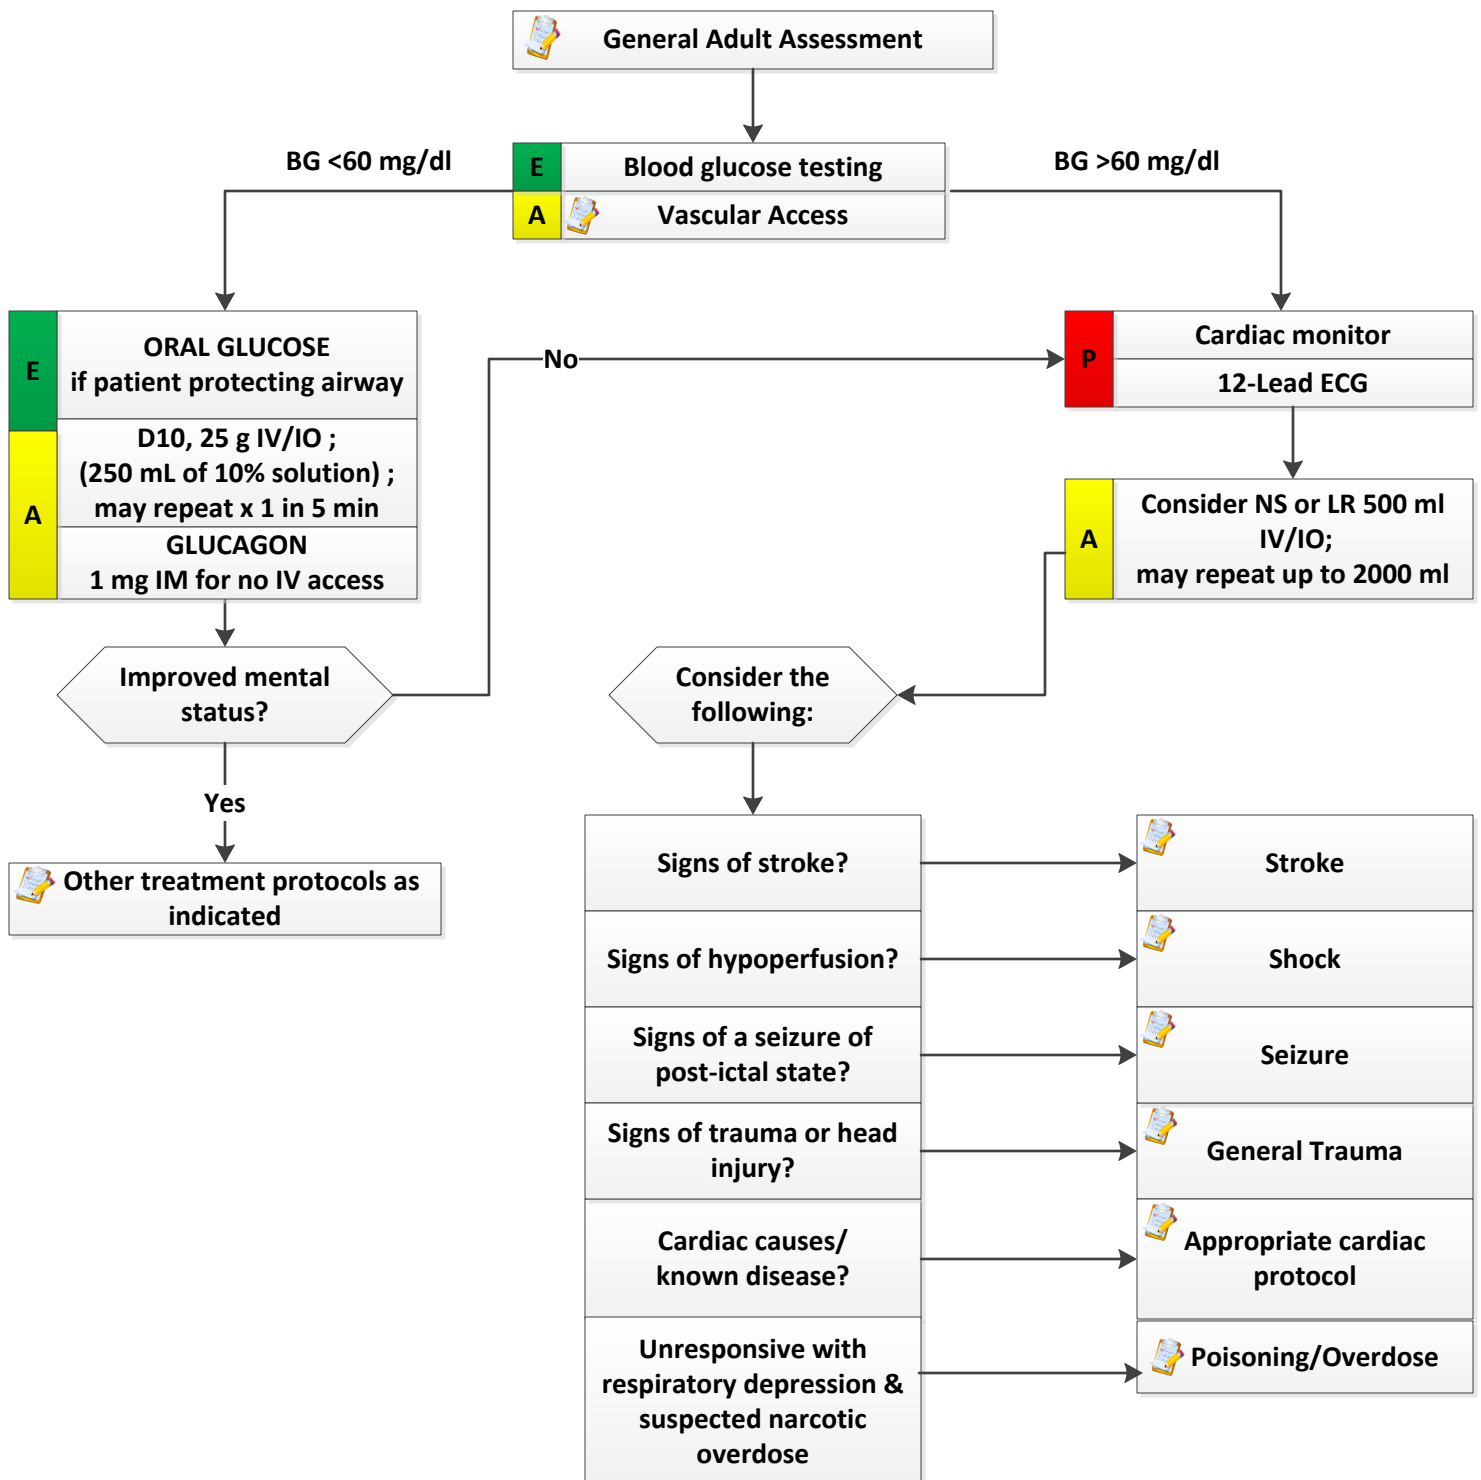 General Adult Assessment
BG <60 mg/dl
E
Blood glucose testing
BG >60 mg/dl
A
Vascular Access
E
ORAL GLUCOSE
if patient protecting airway
A
D10, 25 g IV/IO ;
(250 mL of 10% solution) ;
may repeat x 1 in 5 min
GLUCAGON
1 mg IM for no IV access
No
P
Cardiac monitor
12-Lead ECG
A
Consider NS or LR 500 ml
IV/IO;
may repeat up to 2000 ml
Improved mental
status?
Yes
Other treatment protocols as
indicated
Consider the
following:
Signs of stroke?
Stroke
Signs of hypoperfusion?
Shock
Signs of a seizure of
post-ictal state?
Seizure
Signs of trauma or head
injury?
General Trauma
Cardiac causes/
known disease?
Appropriate cardiac
protocol
Unresponsive with
respiratory depression &
suspected narcotic
overdose
Poisoning/Overdose